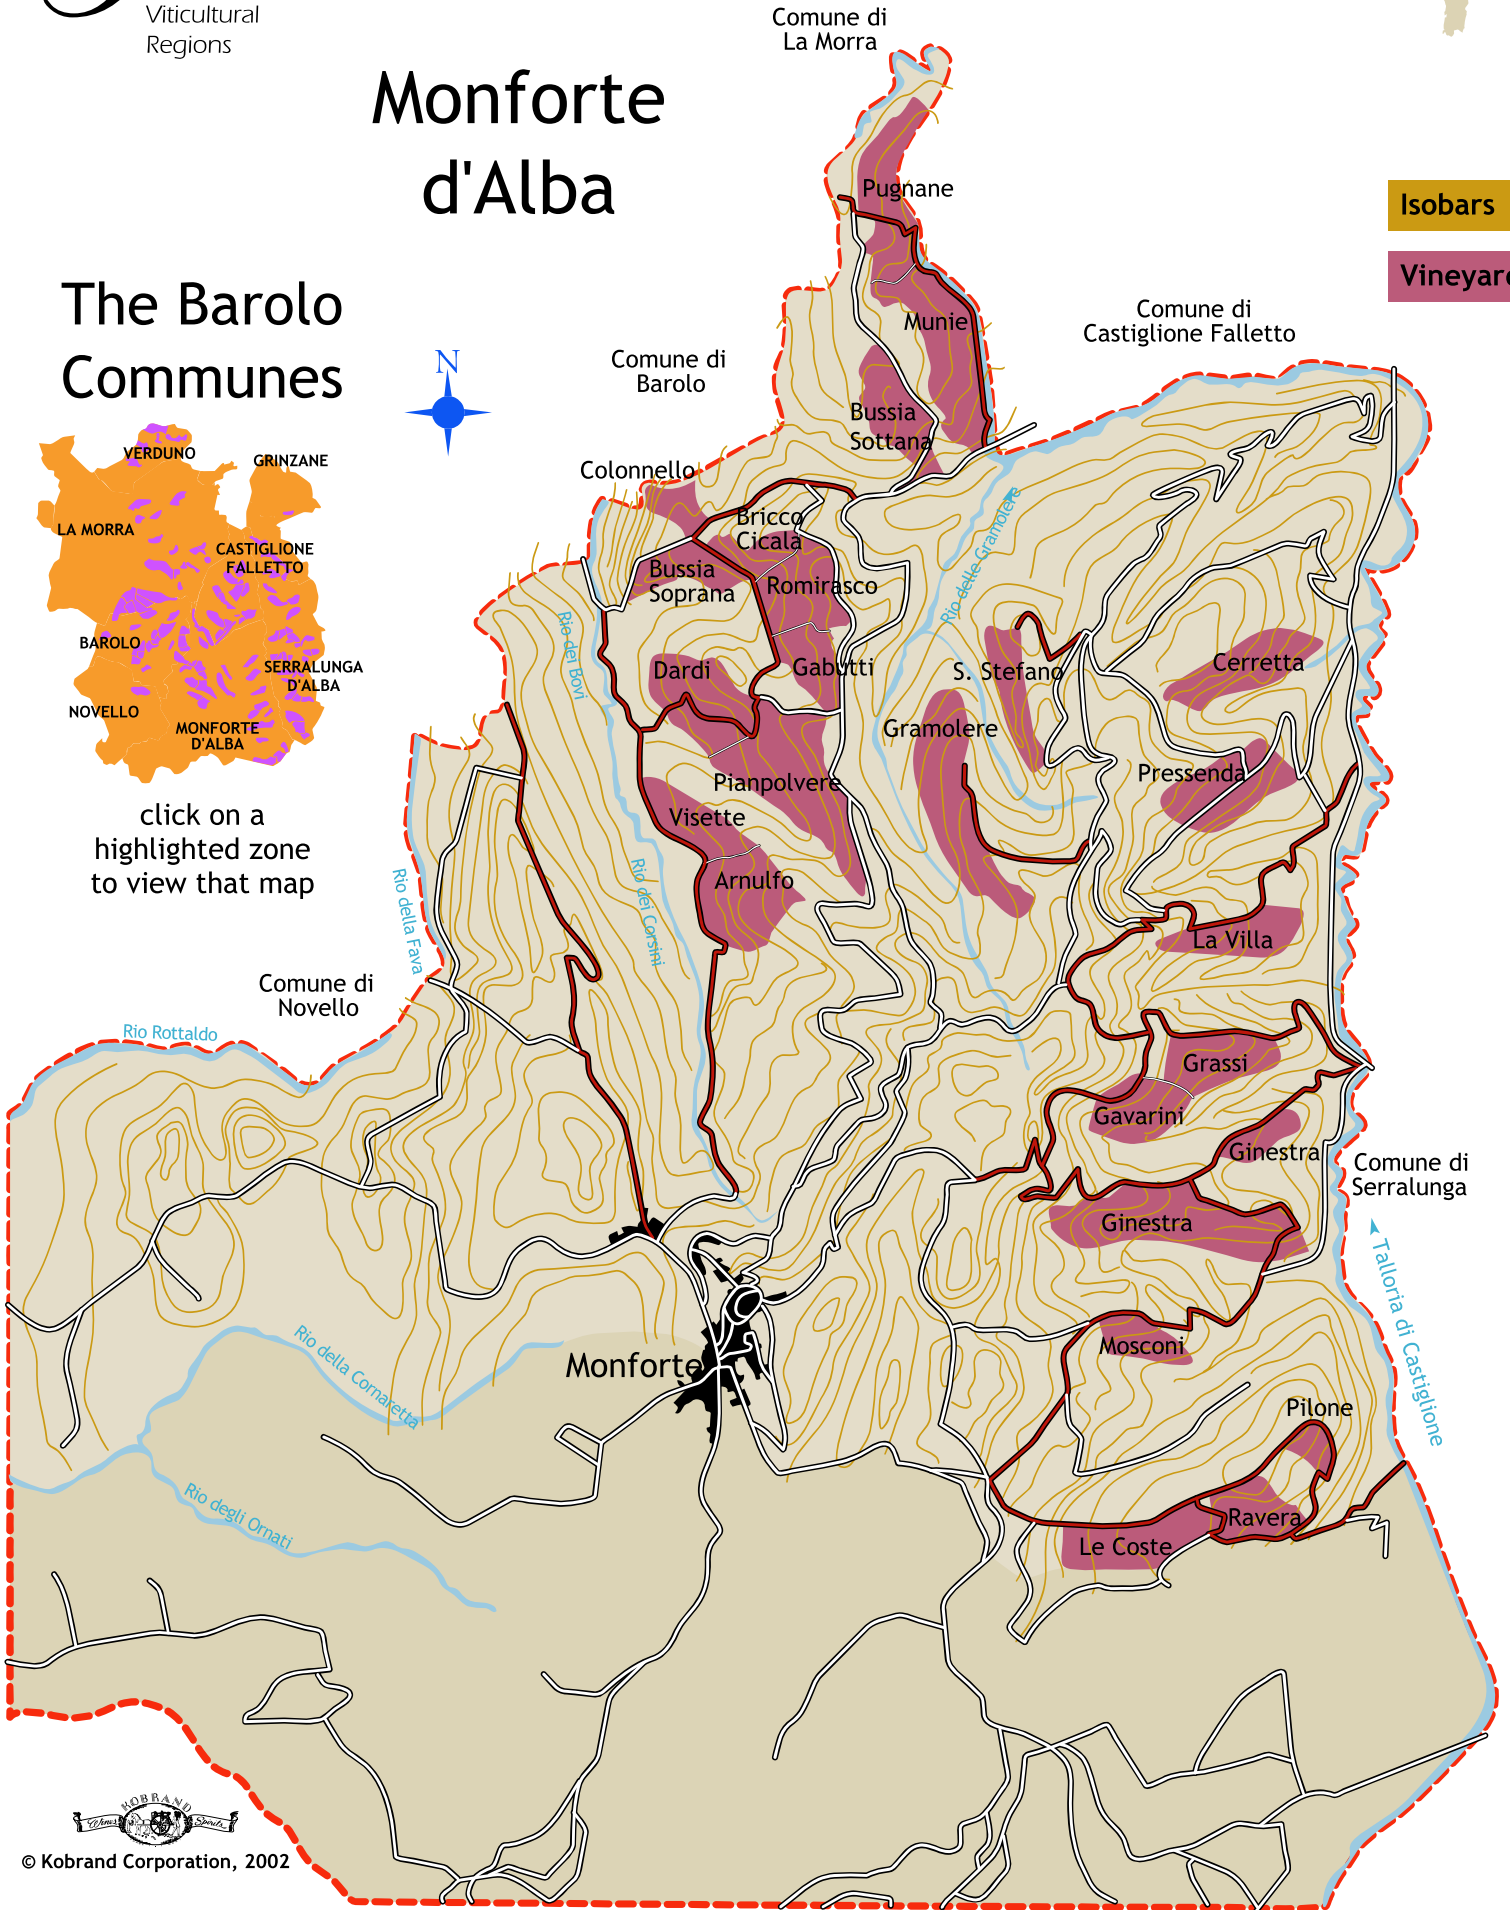 Viticultural
Regions
Monforte
d'Alba
Comune di
La Morra
Isobars
The Barolo
Communes
N
Comune di
Barolo
Comune di
Castiglione Falletto
Pugnane
Munie
Bussia
Sottana
Colonnello
Bricco
Cicala
Bussia
Soprana
Romirasco
Dardi
Gabutti
S. Stefano
Cerretta
Gramolere
Pianpolvere
Pressenda
Visette
Arnulfo
La Villa
VERDUNO
GRINZANE
LA MORRA
CASTIGLIONE
FALLETTO
BAROLO
SERRALUNGA
D'ALBA
NOVELLO
MONFORTE
D'ALBA
click on a
highlighted zone
to view that map
Rio delle Gramolere
Rio dei Bovi
Rio dei Corsini
Rio della Fava
Comune di
Novello
Rio Rottaldo
Grassi
Gavarini
Ginestra
Ginestra
Comune di
Serralunga
Talloria di Castiglione
Mosconi
Monforte
Rio della Cornaretta
Pilone
Ravera
Le Coste
Rio degli Ornati
KOBRAND
Wines Spirits
© Kobrand Corporation, 2002